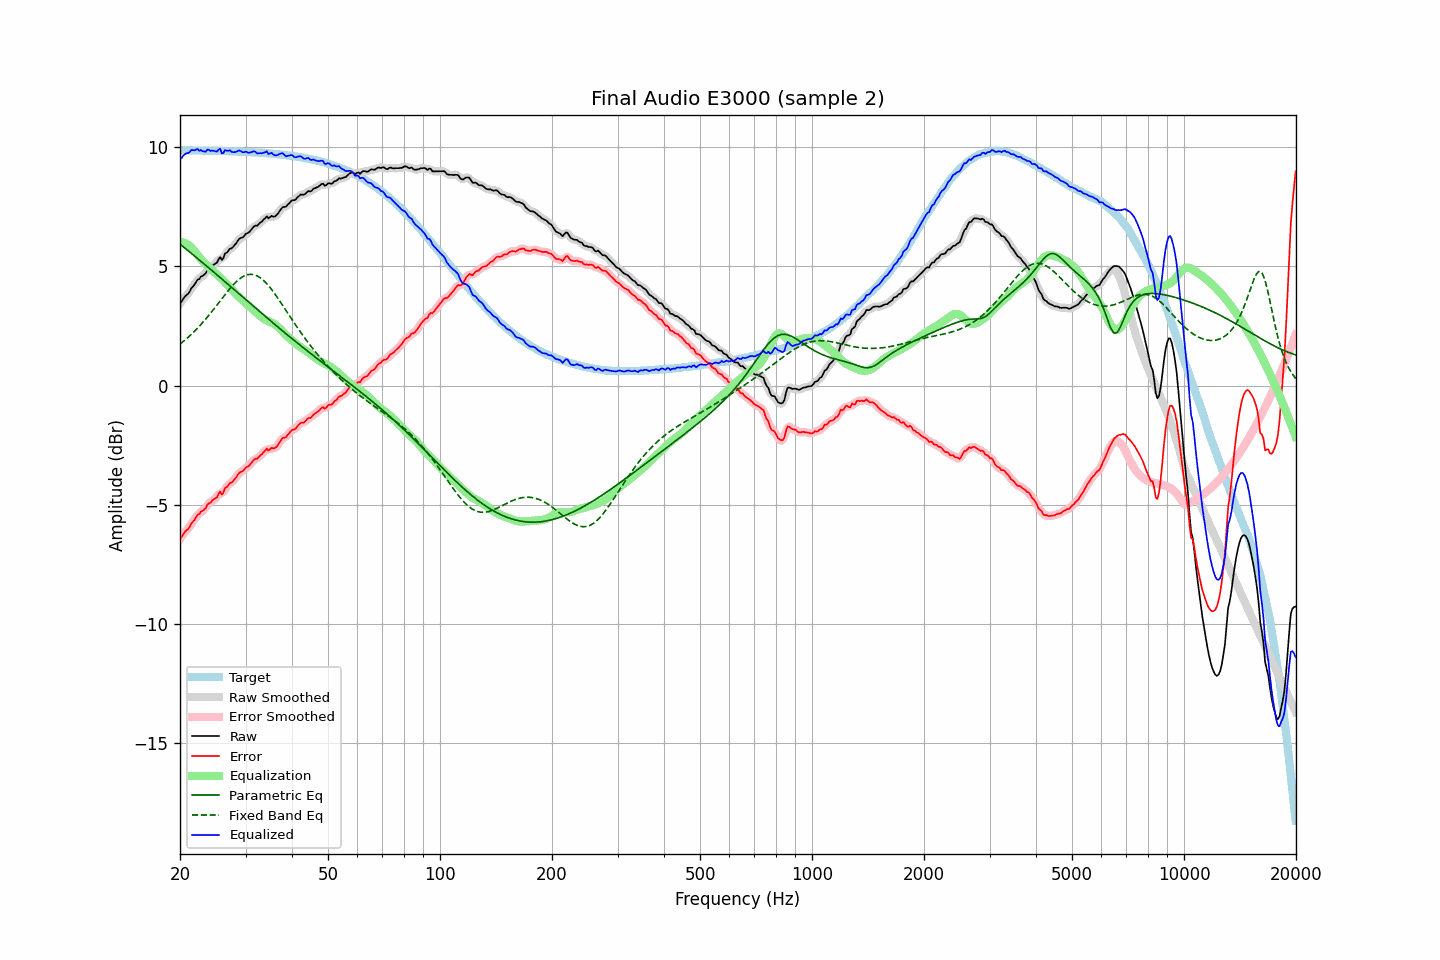 Final Audio E3000 (sample 2)
10
5
0
−5
−10
−15
Amplitude (dBr)
Target
Raw Smoothed
Error Smoothed
Raw
Error
Equalization
Parametric Eq
Fixed Band Eq
Equalized
20 50 100 200 500 1000 2000 5000 10000 20000
Frequency (Hz)